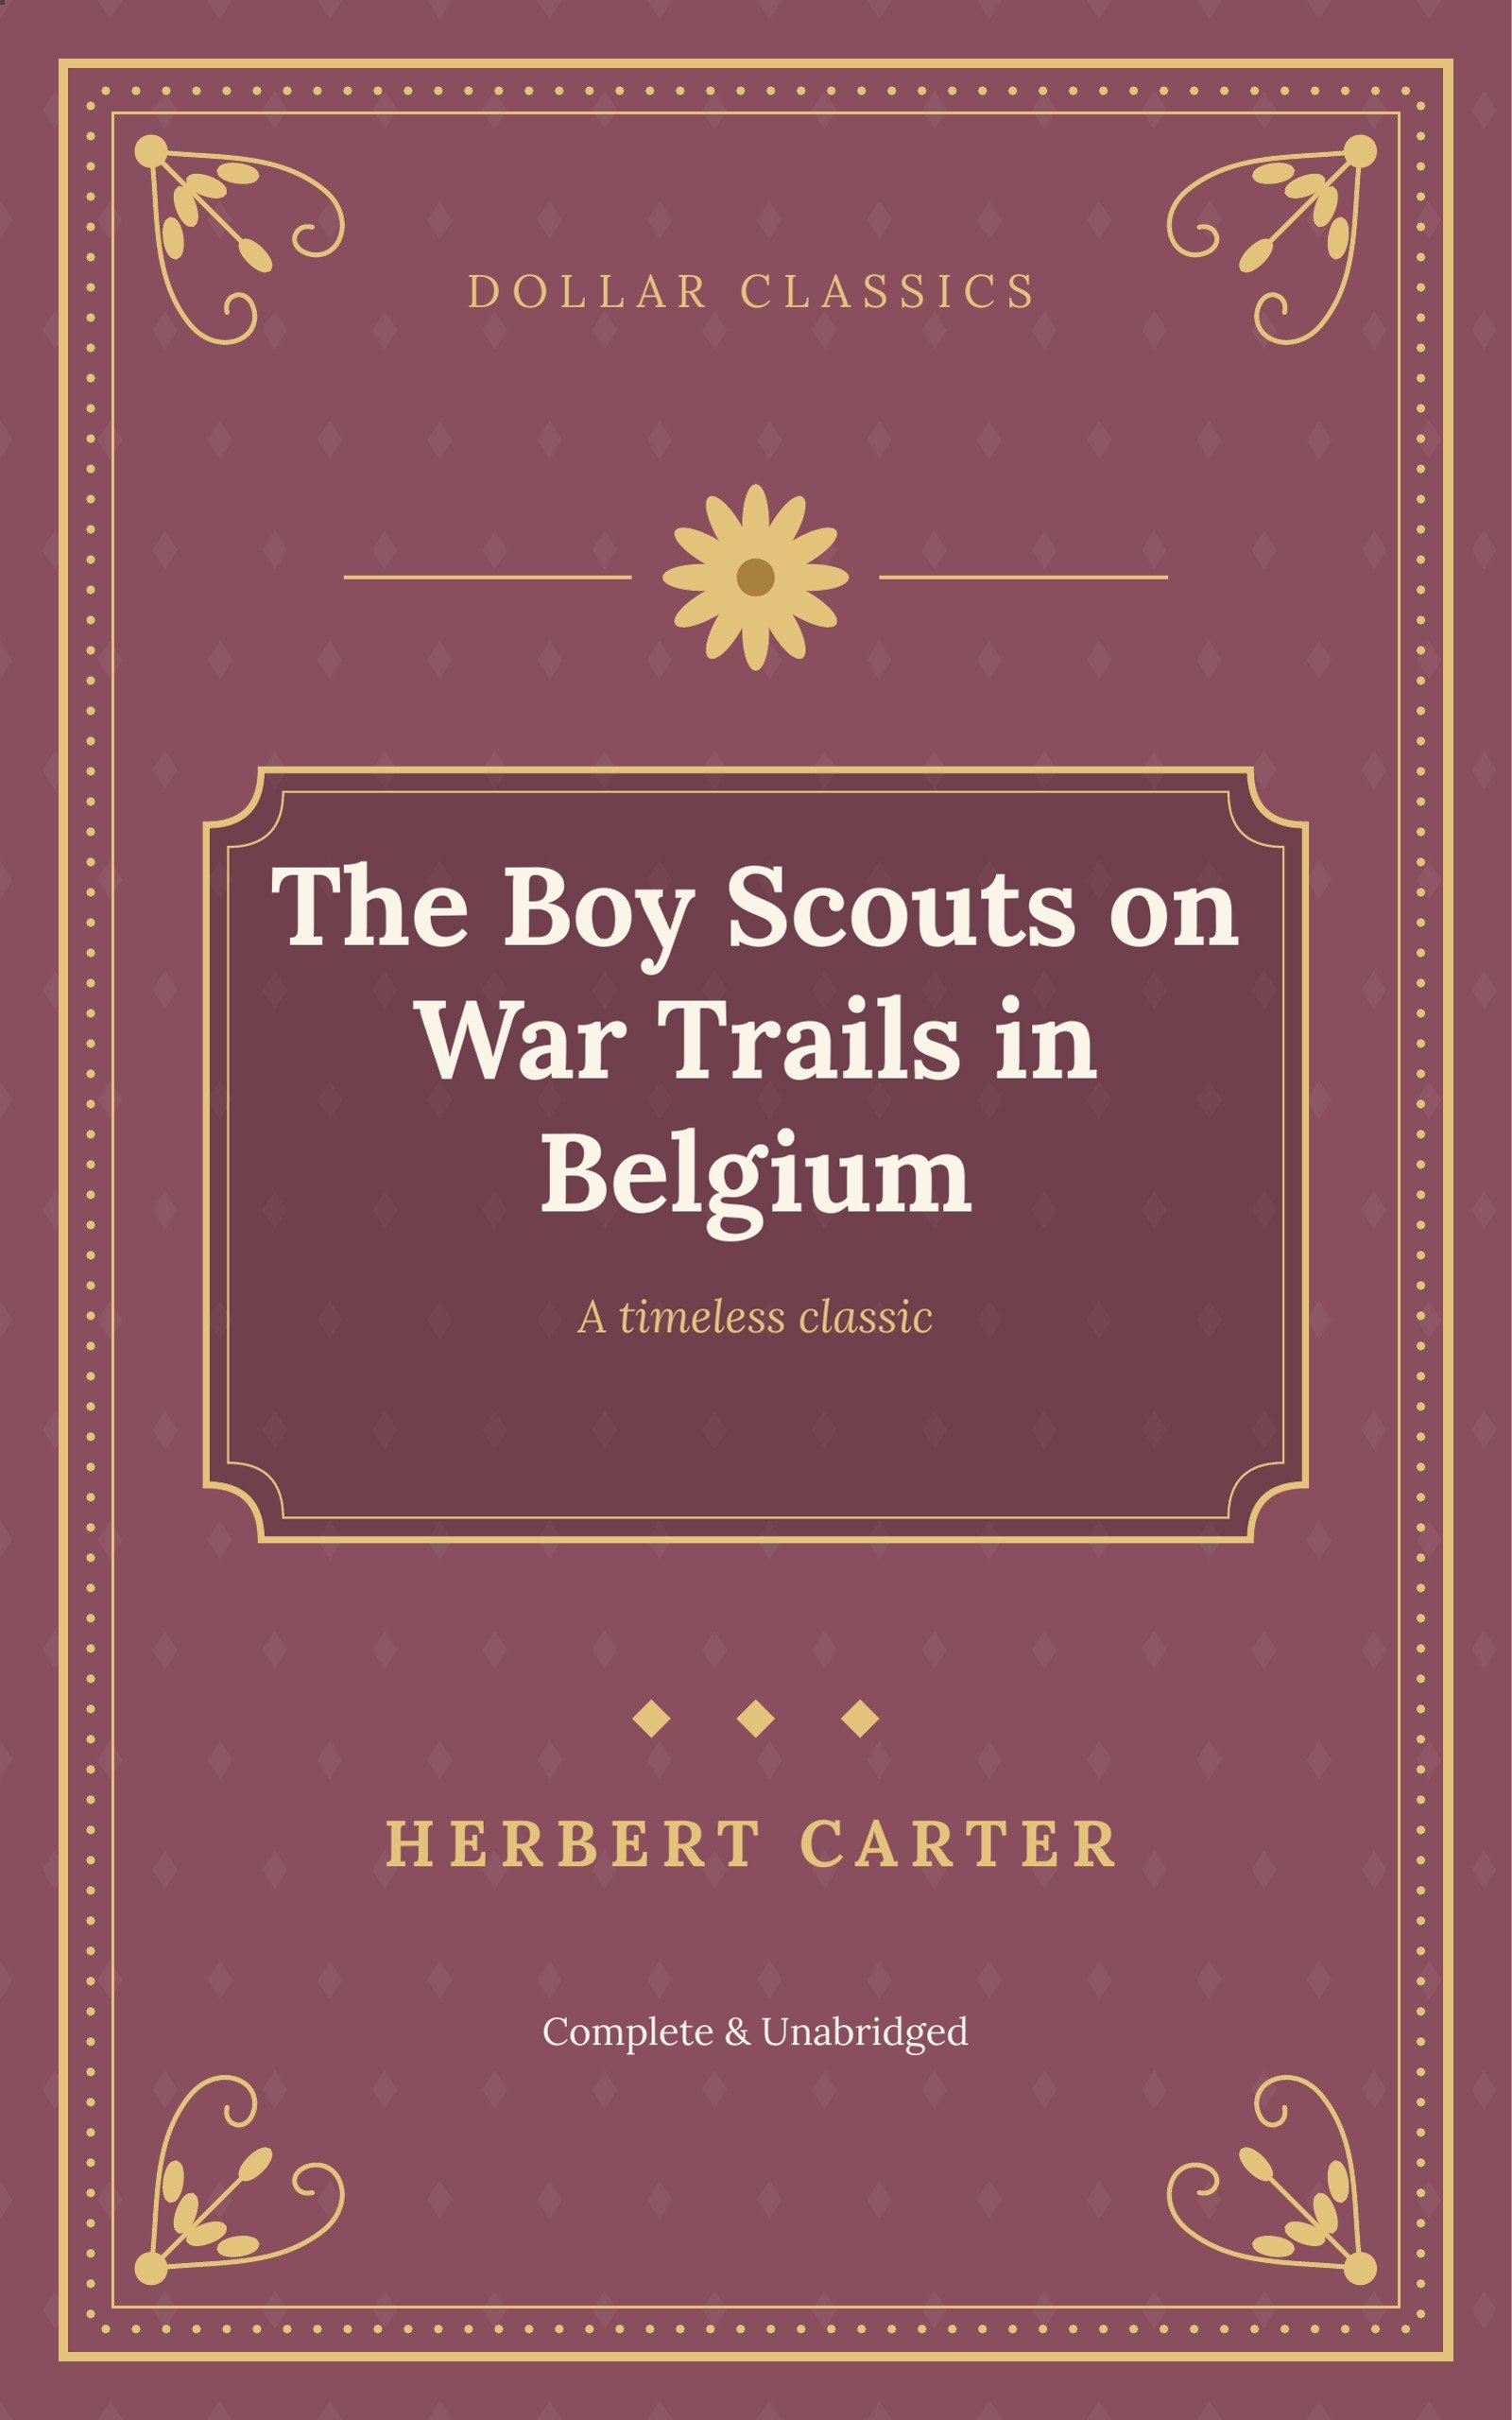 DOLLAR CLASSICS
The Boy Scouts on
War Trails in
Belgium
A timeless classic
HERBERT CARTER
Complete & Unabridged